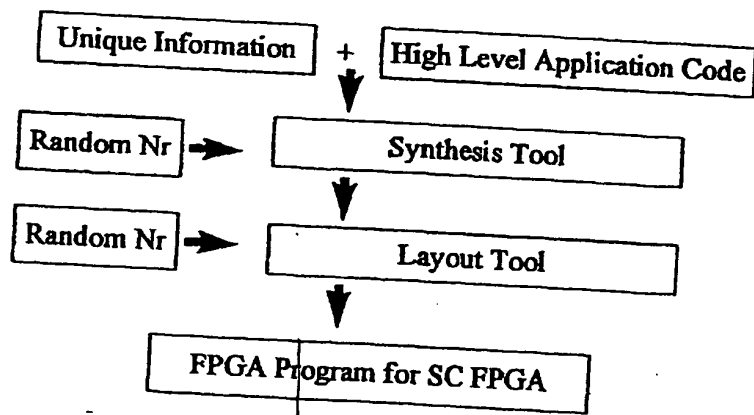 Unique Information + High Level Application Code
Random Nr Synthesis Tool
Random Nr Layout Tool
FPGA Program for SC FPGA